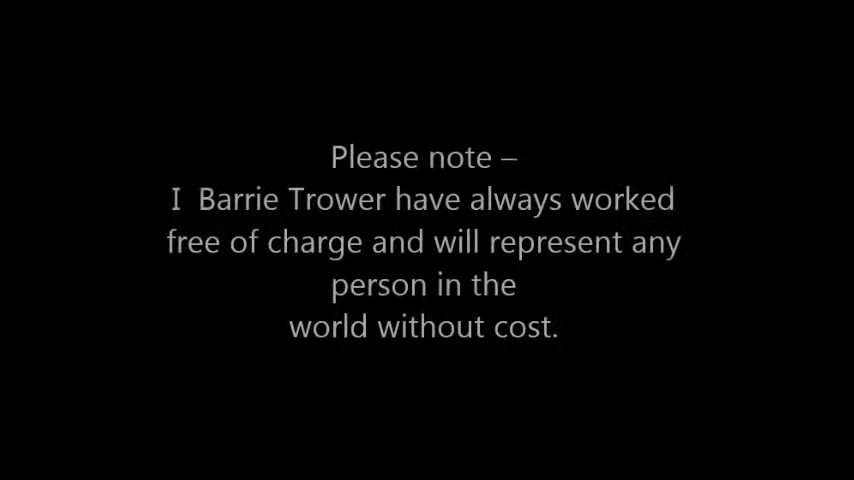 Please note –
I  Barrie Trower have always worked
free of charge and will represent any
person in the
world without cost.